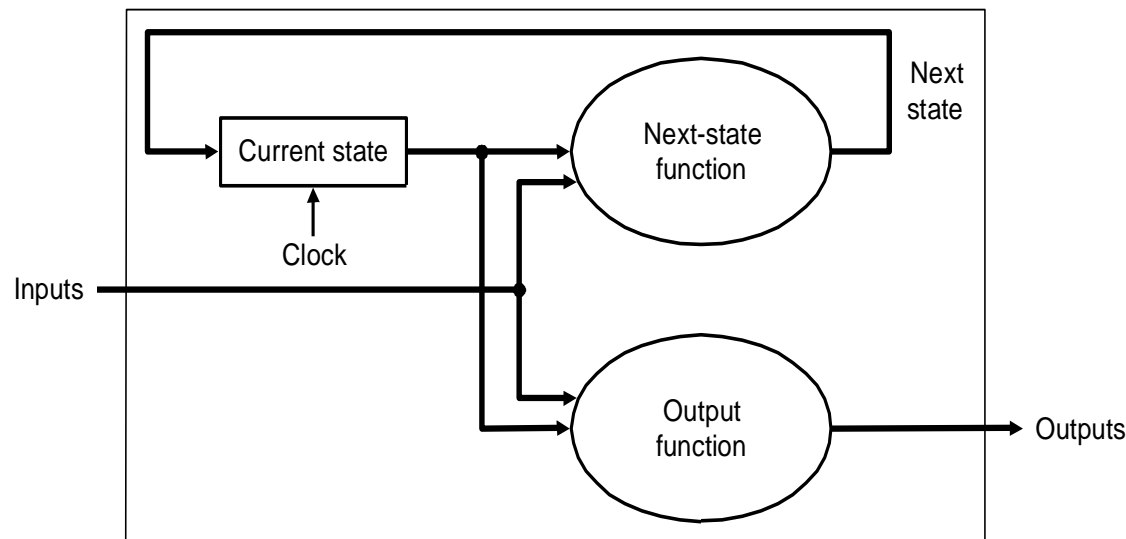 Next
state
Next-state
function
Current state
Clock
Inputs
Output
function
Outputs